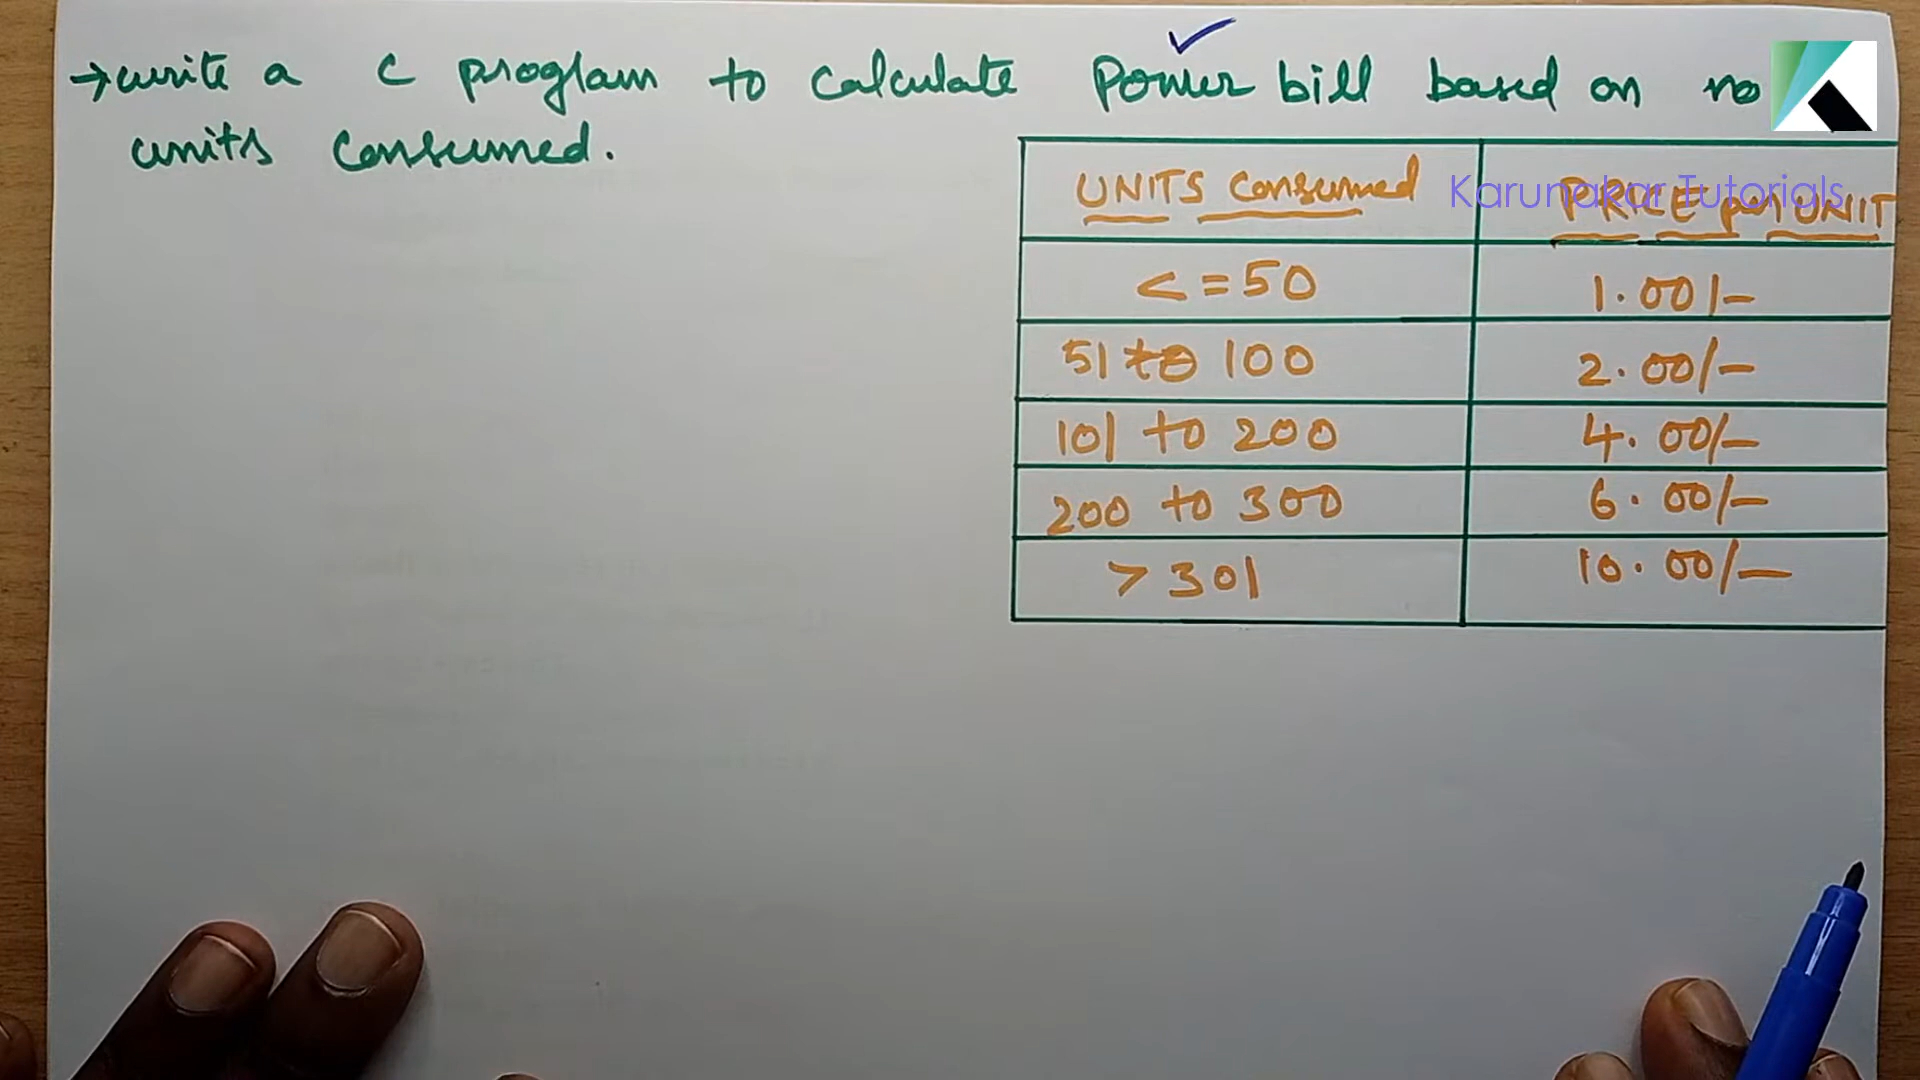 → write a c program to calculate Power bill based on no
units consumed.
UNITS consumed PRICE per UNIT
Karunakar Tutorials
<=50 1.00/-
51 to 100 2.00/-
101 to 200 4.00/-
200 to 300 6.00/-
>301 10.00/-